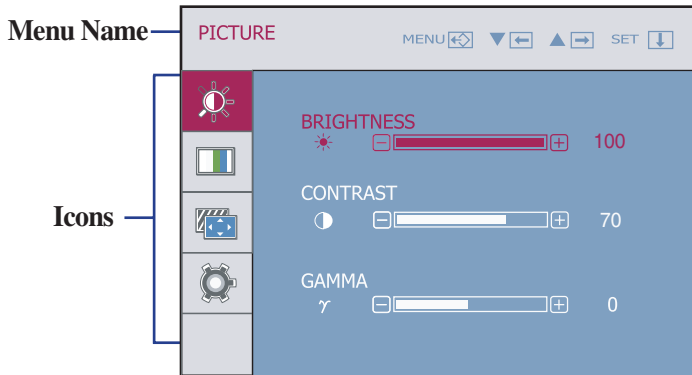 Menu Name
PICTURE MENU ▼ ▲ SET
Icons
BRIGHTNESS
100
CONTRAST
70
GAMMA
γ 0